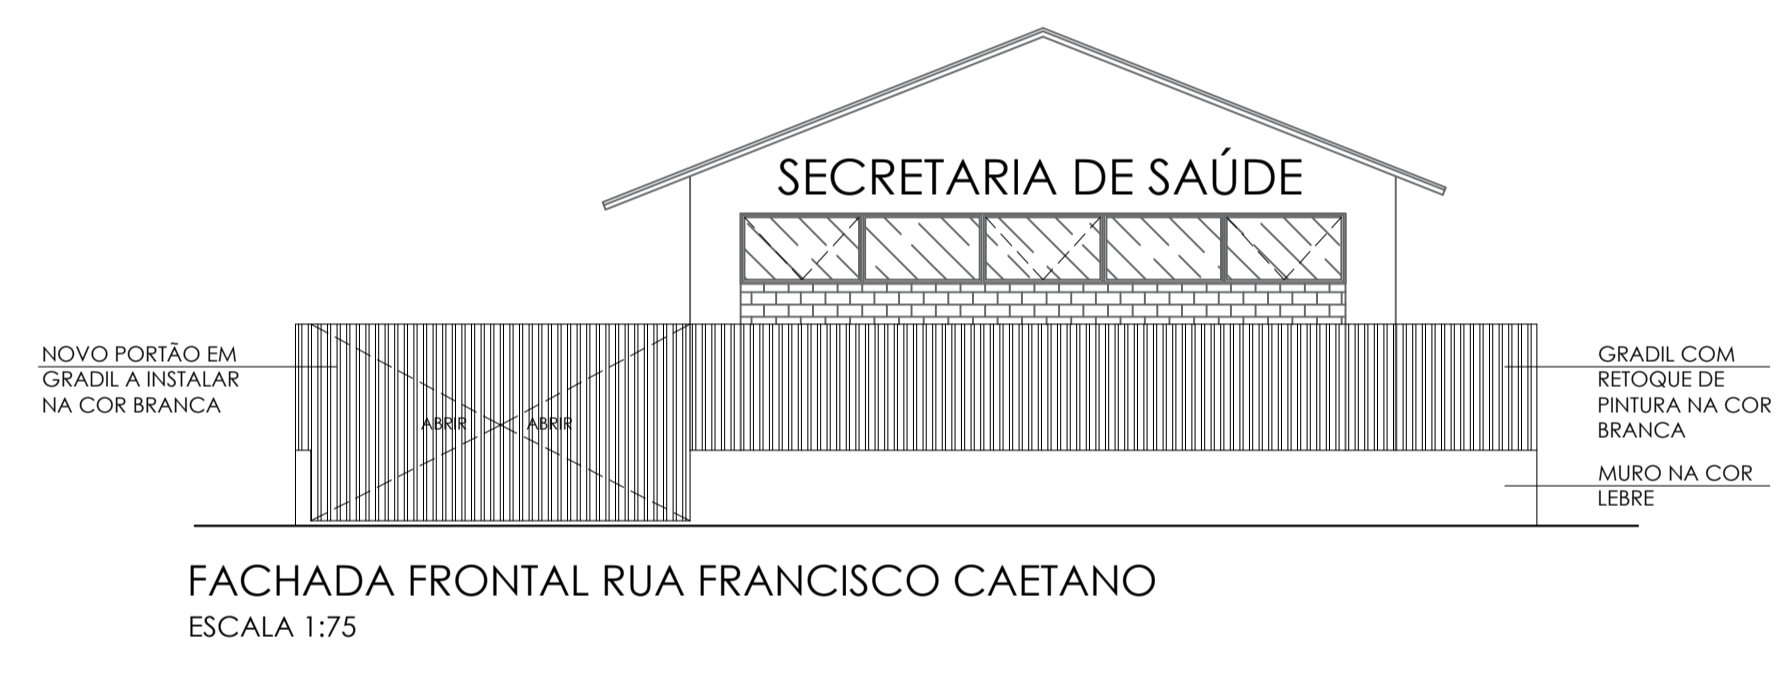 SECRETARIA DE SAÚDE
NOVO PORTÃO EM
GRADIL A INSTALAR
NA COR BRANCA
ABRIR ABRIR
GRADIL COM
RETOQUE DE
PINTURA NA COR
BRANCA
MURO NA COR
LEBRE
FACHADA FRONTAL RUA FRANCISCO CAETANO
ESCALA 1:75